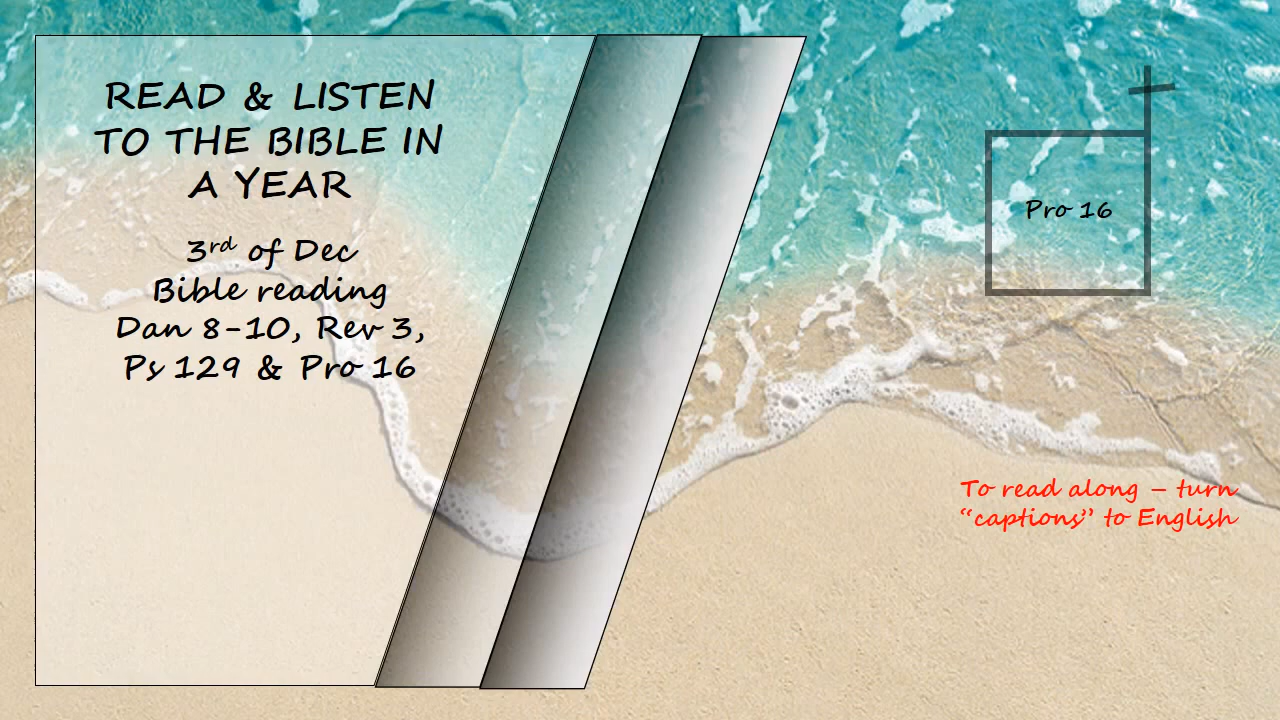 READ & LISTEN
TO THE BIBLE IN
A YEAR
3rd of Dec
Bible reading
Dan 8-10, Rev 3,
Ps 129 & Pro 16
Pro 16
To read along – turn
“captions” to English